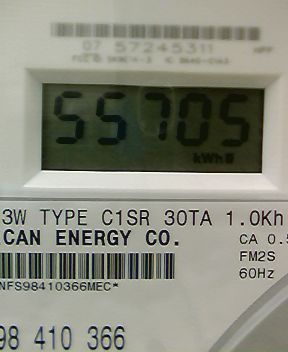 07 57245311
55705
kWh
3W TYPE C1SR 30TA 1.0Kh
CAN ENERGY CO.
CA 0.5
FM2S
60Hz
NFS98410366MEC*
98 410 366